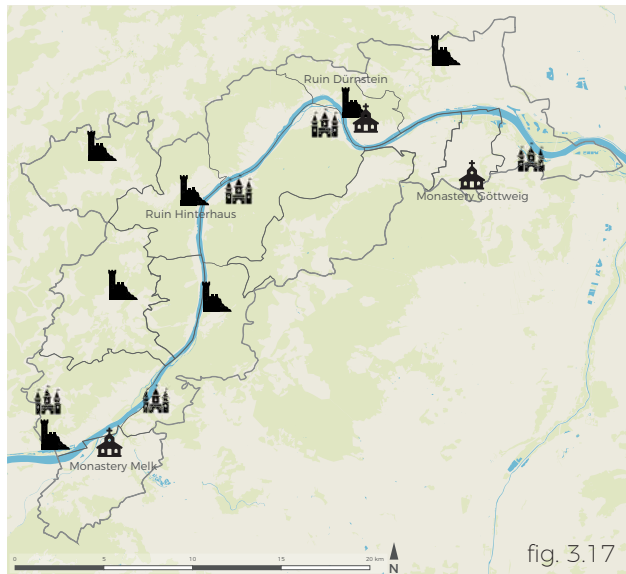 Ruin Dürnstein
Monastery Göttweig
Ruin Hinterhaus
Monastery Melk
0 5 10 15 20 km
N
fig. 3.17